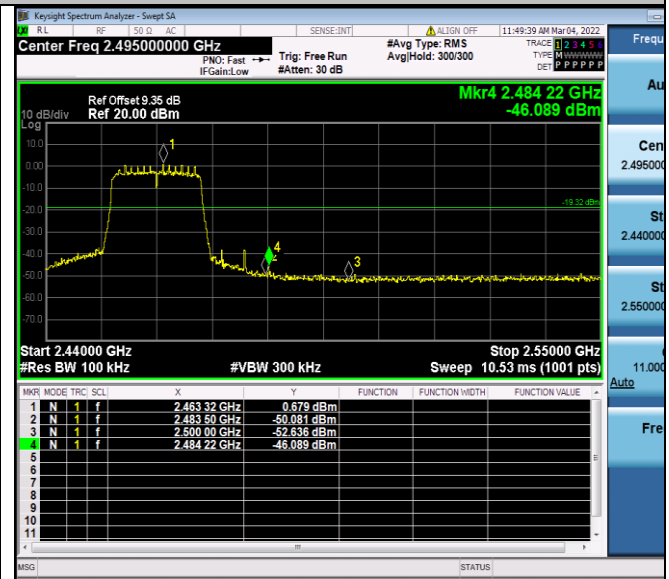 Keysight Spectrum Analyzer - Swept SA
LXI RL RF 50 Ω AC SENSE:INT ALIGN OFF 11:49:39 AM Mar 04, 2022
Center Freq 2.495000000 GHz #Avg Type: RMS TRACE 1 2 3 4 5 6 Frequ
PNO: Fast Trig: Free Run Avg|Hold: 300/300 TYPE M W W W W W
IFGain:Low #Atten: 30 dB DET P P P P P P
Au
Mkr4 2.484 22 GHz
Ref Offset 9.35 dB
10 dB/div Ref 20.00 dBm -46.089 dBm
Log
10.0 1
0.00
-10.0
-19.32 dBm
-20.0
-30.0
-40.0 4
2 3
-50.0
-60.0
-70.0
Cen
2.495000
St
2.440000
St
2.550000
Start 2.44000 GHz Stop 2.55000 GHz
#Res BW 100 kHz #VBW 300 kHz Sweep 10.53 ms (1001 pts)
11.000
Auto
MKR MODE TRC SCL X Y FUNCTION FUNCTION WIDTH FUNCTION VALUE
1 N 1 f 2.463 32 GHz 0.679 dBm
2 N 1 f 2.483 50 GHz -50.081 dBm
3 N 1 f 2.500 00 GHz -52.636 dBm
4 N 1 f 2.484 22 GHz -46.089 dBm
Fre
5
6
7
8
9
10
11
MSG STATUS